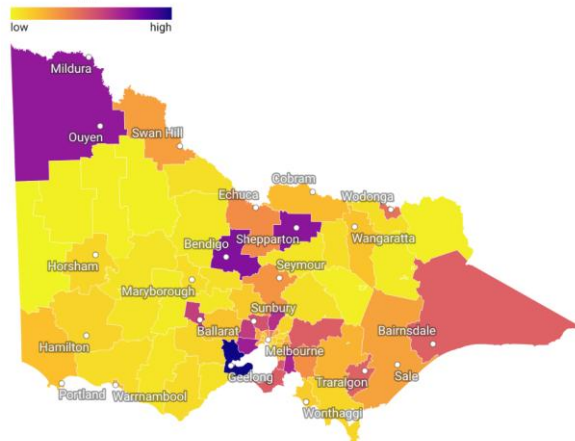 low high
Mildura
Ouyen
Swan Hill
Cobram
Echuca
Wodonga
Shepparton
Wangaratta
Bendigo
Horsham
Seymour
Maryborough
Sunbury
Ballarat
Bairnsdale
Hamilton
Melbourne
Geelong
Traralgon
Sale
Portland
Warrnambool
Wonthaggi